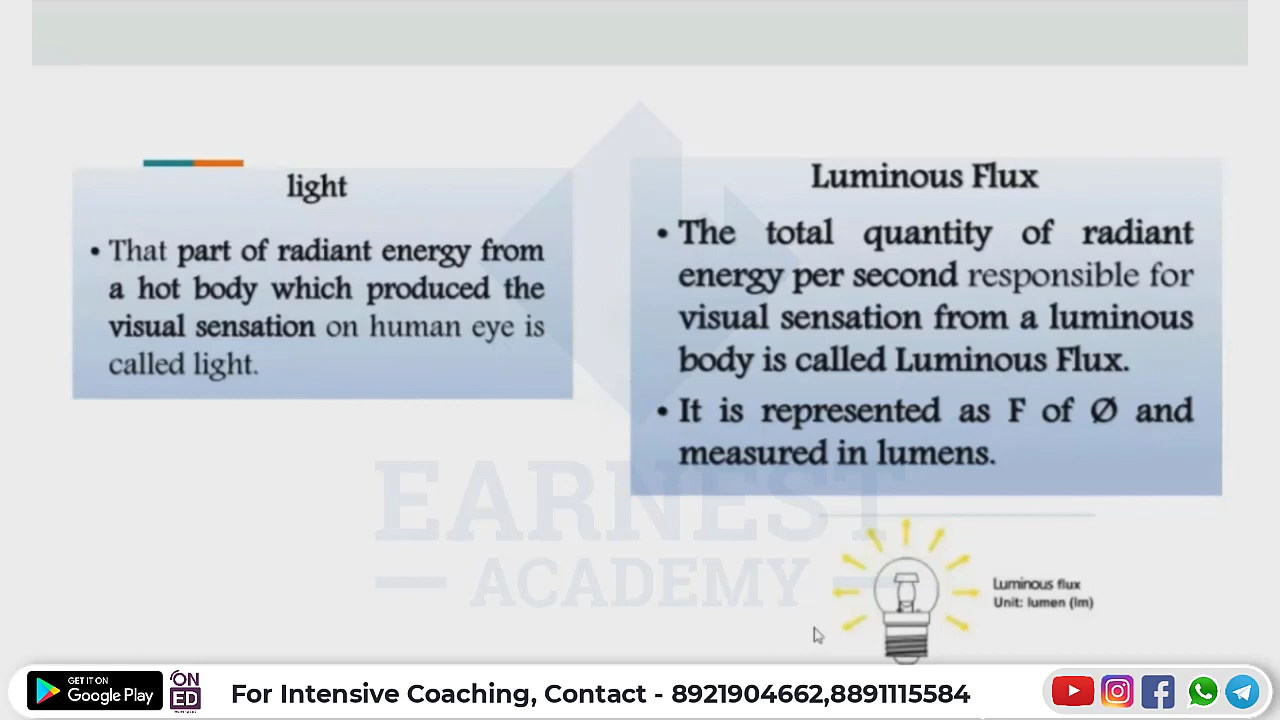 light
• That part of radiant energy from
a hot body which produced the
visual sensation on human eye is
called light.
Luminous Flux
• The total quantity of radiant
energy per second responsible for
visual sensation from a luminous
body is called Luminous Flux.
• It is represented as F of Ø and
measured in lumens.
EARNEST
ACADEMY
Luminous flux
Unit: lumen (lm)
GET IT ON
Google Play
ON
ED
For Intensive Coaching, Contact - 8921904662,8891115584